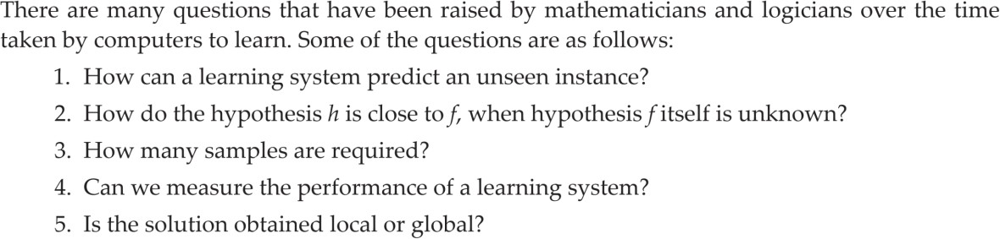 There are many questions that have been raised by mathematicians and logicians over the time
taken by computers to learn. Some of the questions are as follows:
1. How can a learning system predict an unseen instance?
2. How do the hypothesis h is close to f, when hypothesis f itself is unknown?
3. How many samples are required?
4. Can we measure the performance of a learning system?
5. Is the solution obtained local or global?